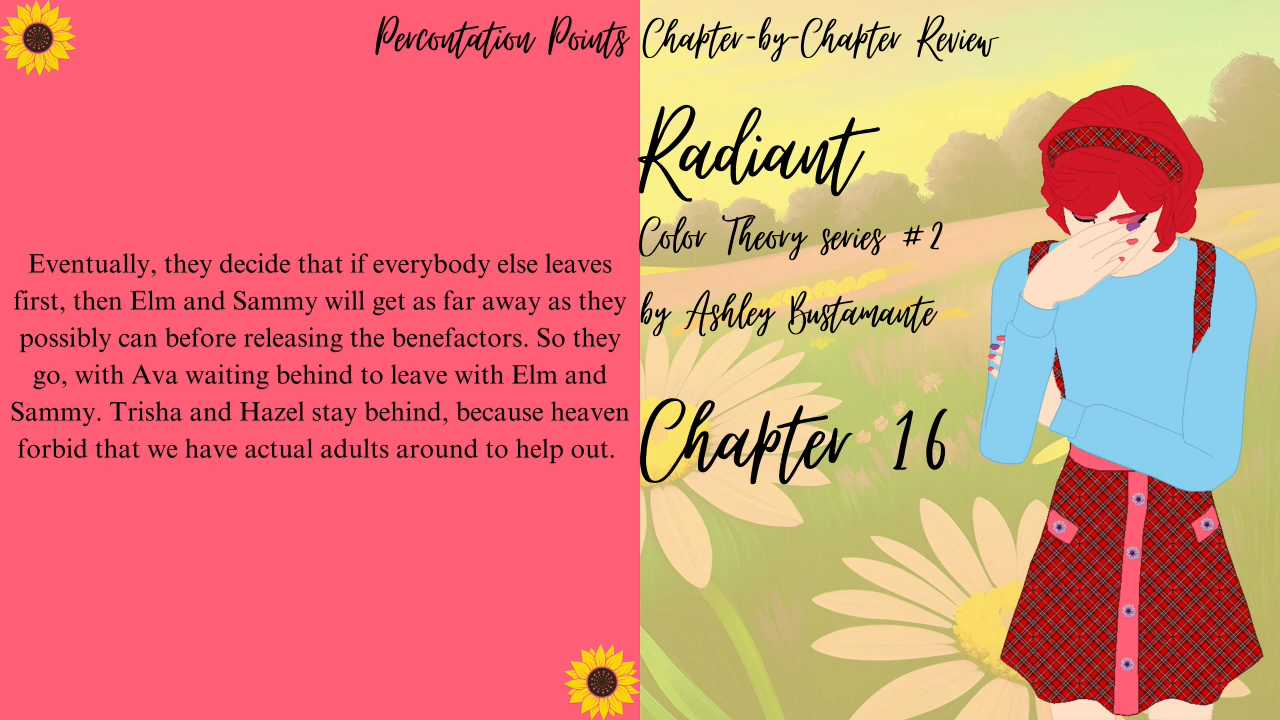 Percontation Points Chapter-by-Chapter Review
Eventually, they decide that if everybody else leaves
first, then Elm and Sammy will get as far away as they
possibly can before releasing the benefactors. So they
go, with Ava waiting behind to leave with Elm and
Sammy. Trisha and Hazel stay behind, because heaven
forbid that we have actual adults around to help out.
Radiant
Color Theory series #2
by Ashley Bustamante
Chapter 16